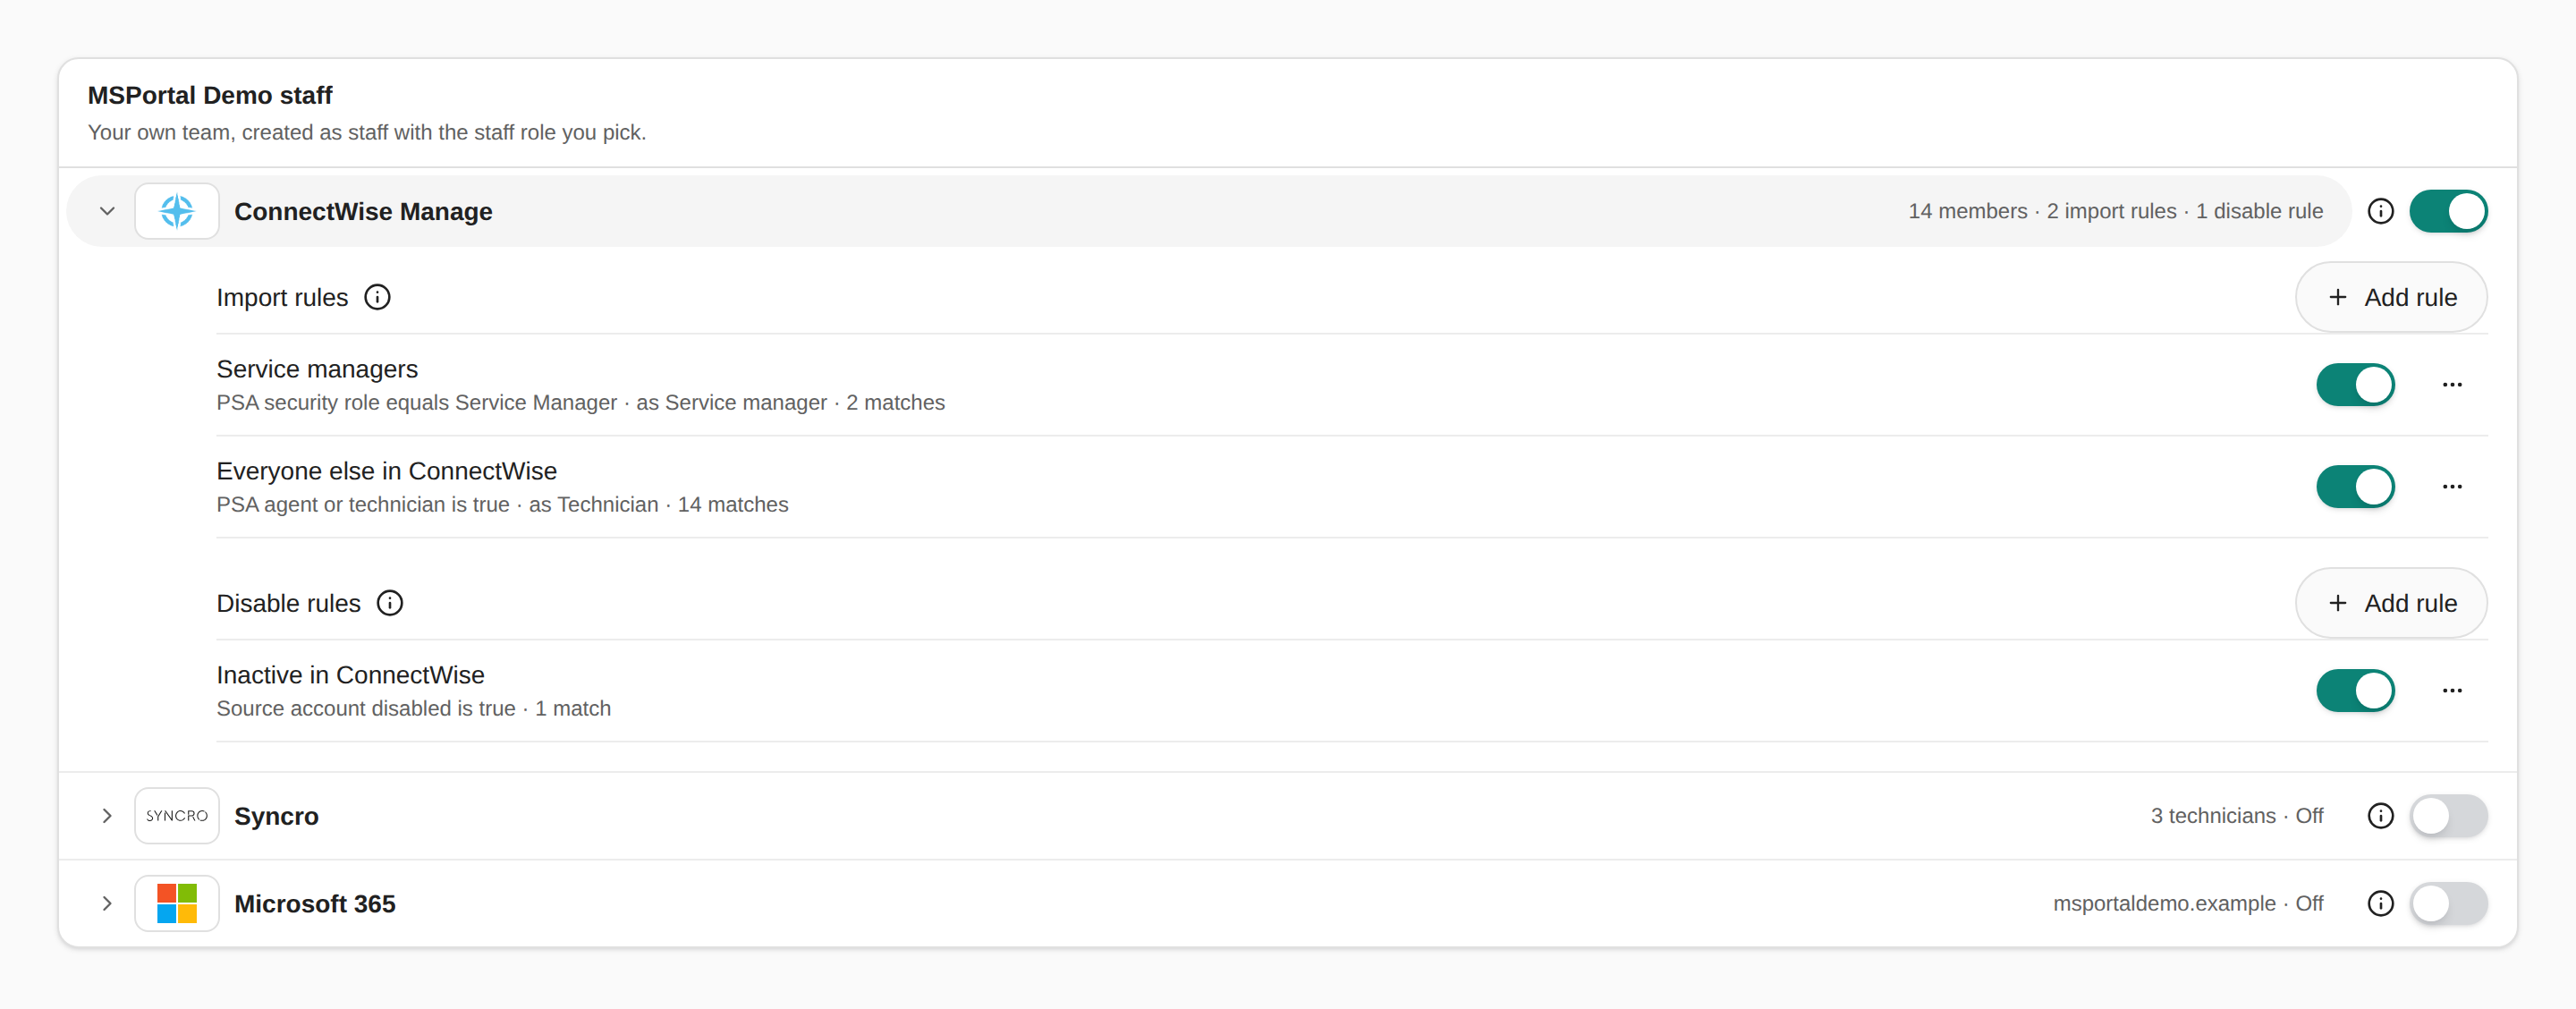 MSPortal Demo staff
Your own team, created as staff with the staff role you pick.
ConnectWise Manage
14 members · 2 import rules · 1 disable rule
Import rules
Add rule
Service managers
PSA security role equals Service Manager · as Service manager · 2 matches
Everyone else in ConnectWise
PSA agent or technician is true · as Technician · 14 matches
Disable rules
Add rule
Inactive in ConnectWise
Source account disabled is true · 1 match
SYNCRO
Syncro
3 technicians · Off
Microsoft 365
msportaldemo.example · Off